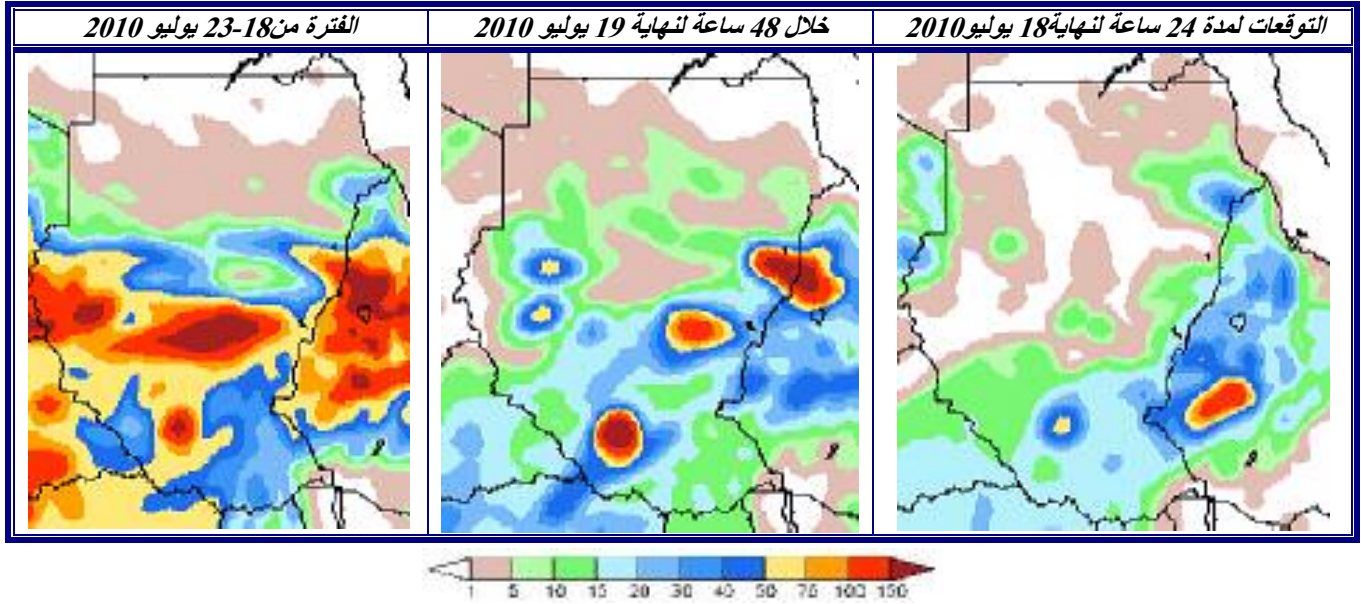 التوقعات لمدة 24 ساعة لنهاية18 يوليو2010
خلال 48 ساعة لنهاية 19 يوليو 2010
الفترة من18-23 يوليو 2010
1 5 10 15 20 30 40 50 75 100 150